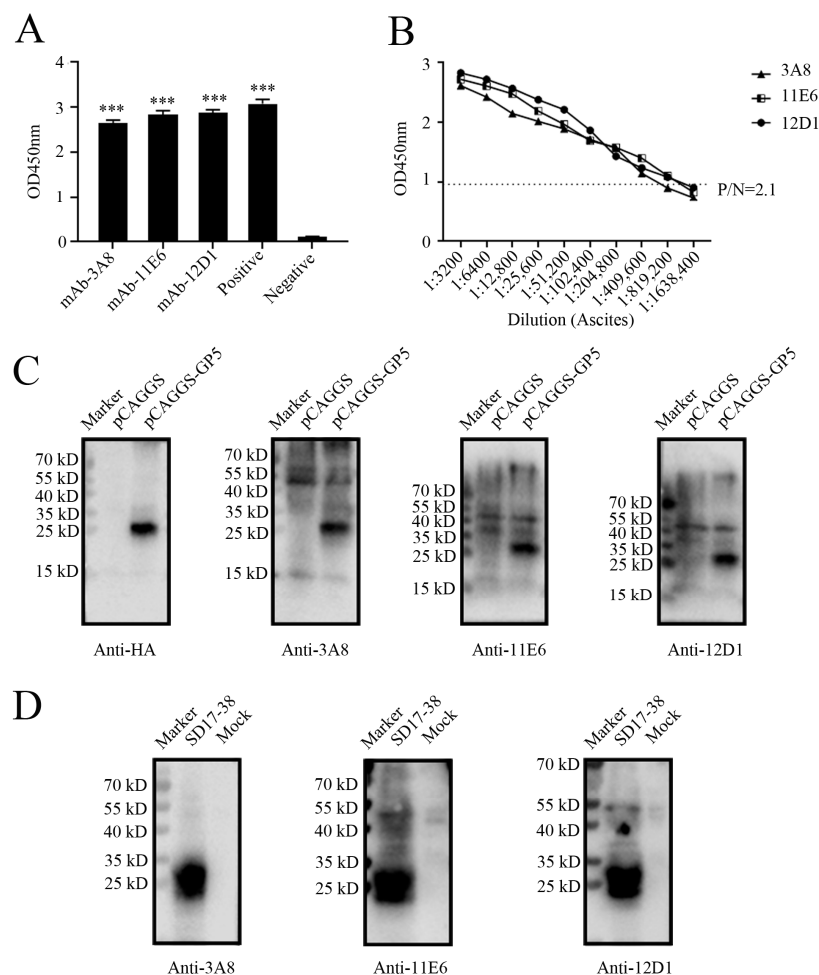 A
OD450nm
4
3
2
1
0
***
***
***
***
mAb-3A8
mAb-11E6
mAb-12D1
Positive
Negative
B
OD450nm
3
2
1
0
3A8
11E6
12D1
P/N=2.1
1:3200
1:6400
1:12,800
1:25,600
1:51,200
1:102,400
1:204,800
1:409,600
1:819,200
1:1638,400
Dilution (Ascites)
C
Marker
pCAGGS
pCAGGS-GP5
70 kD
55 kD
40 kD
35 kD
25 kD
15 kD
Anti-HA
Marker
pCAGGS
pCAGGS-GP5
70 kD
55 kD
40 kD
35 kD
25 kD
15 kD
Anti-3A8
Marker
pCAGGS
pCAGGS-GP5
70 kD
55 kD
40 kD
35 kD
25 kD
15 kD
Anti-11E6
Marker
pCAGGS
pCAGGS-GP5
70 kD
55 kD
40 kD
35 kD
25 kD
15 kD
Anti-12D1
D
Marker
SD17-38
Mock
70 kD
55 kD
40 kD
35 kD
25 kD
Anti-3A8
Marker
SD17-38
Mock
70 kD
55 kD
40 kD
35 kD
25 kD
Anti-11E6
Marker
SD17-38
Mock
70 kD
55 kD
40 kD
35 kD
25 kD
Anti-12D1